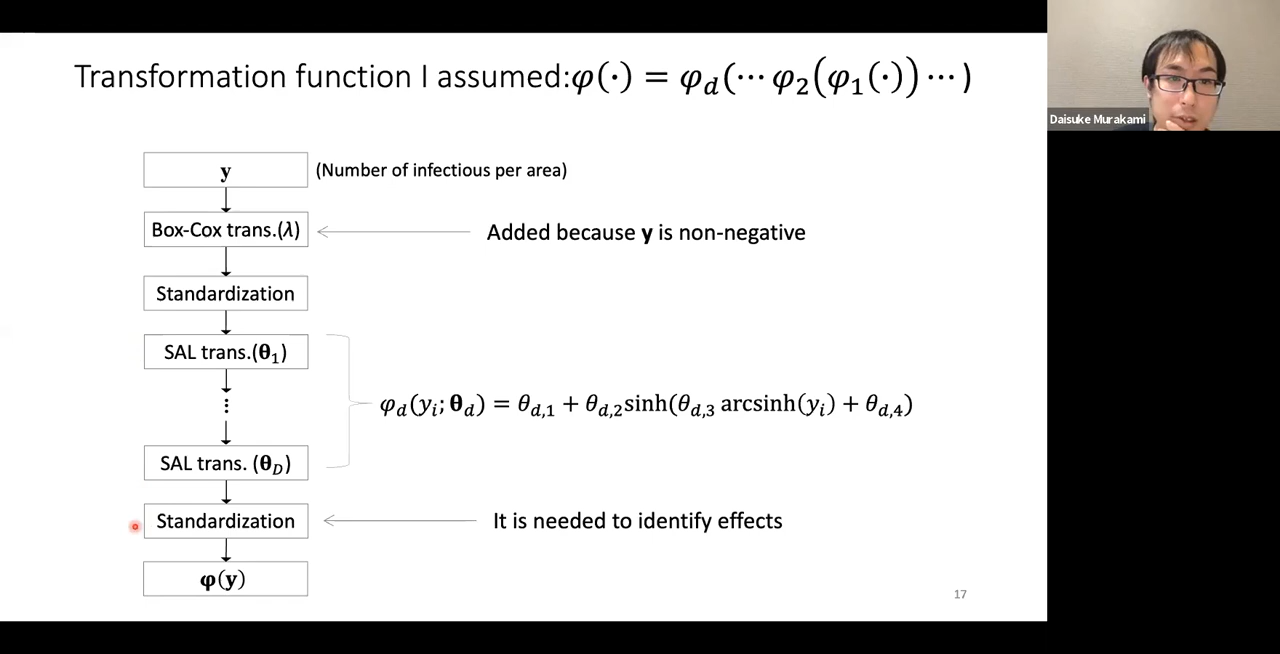 Transformation function I assumed:φ(·) = φ_d(⋯ φ_2(φ_1(·)) ⋯)
Daisuke Murakami
y
(Number of infectious per area)
Box-Cox trans.(λ)
Added because y is non-negative
Standardization
SAL trans.(θ_1)
⋮
φ_d(y_i; θ_d) = θ_{d,1} + θ_{d,2}sinh(θ_{d,3} arcsinh(y_i) + θ_{d,4})
SAL trans. (θ_D)
Standardization
It is needed to identify effects
φ(y)
17